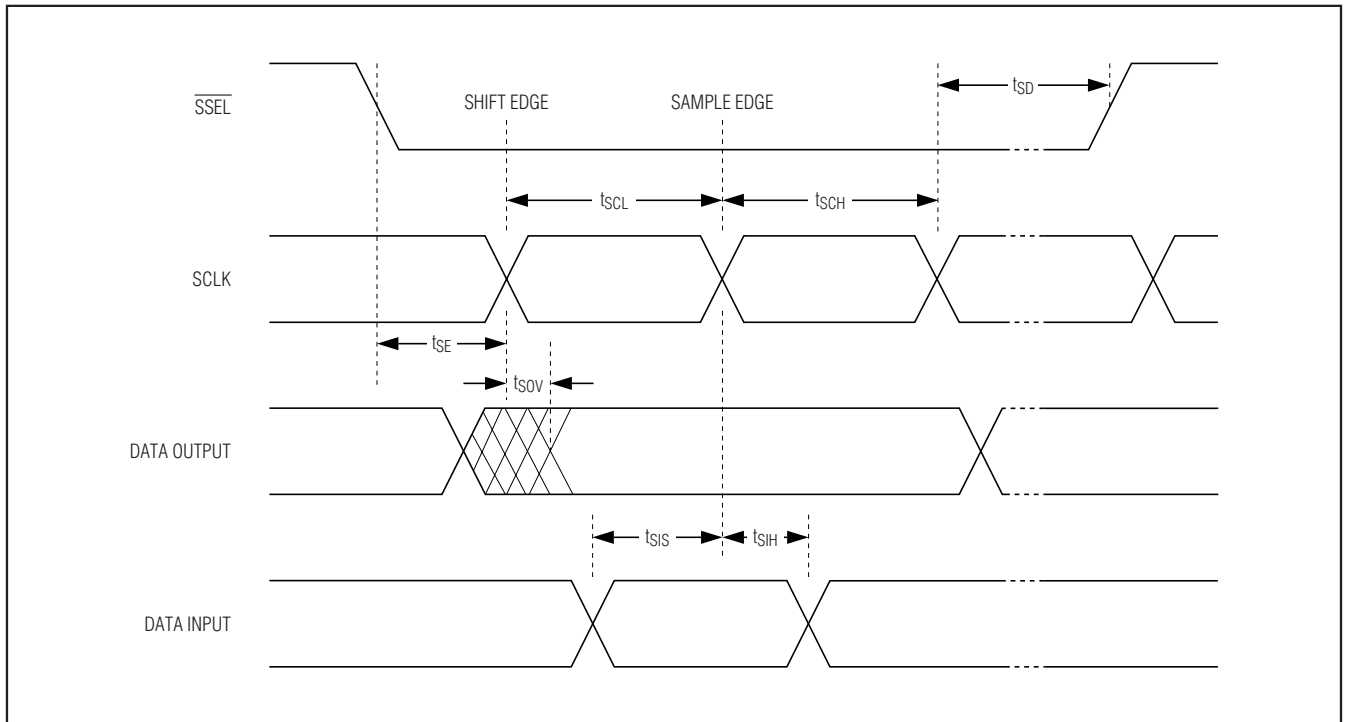 SSEL
SHIFT EDGE
SAMPLE EDGE
tSD
tSCL
tSCH
SCLK
tSE
tSOV
DATA OUTPUT
tSIS
tSIH
DATA INPUT